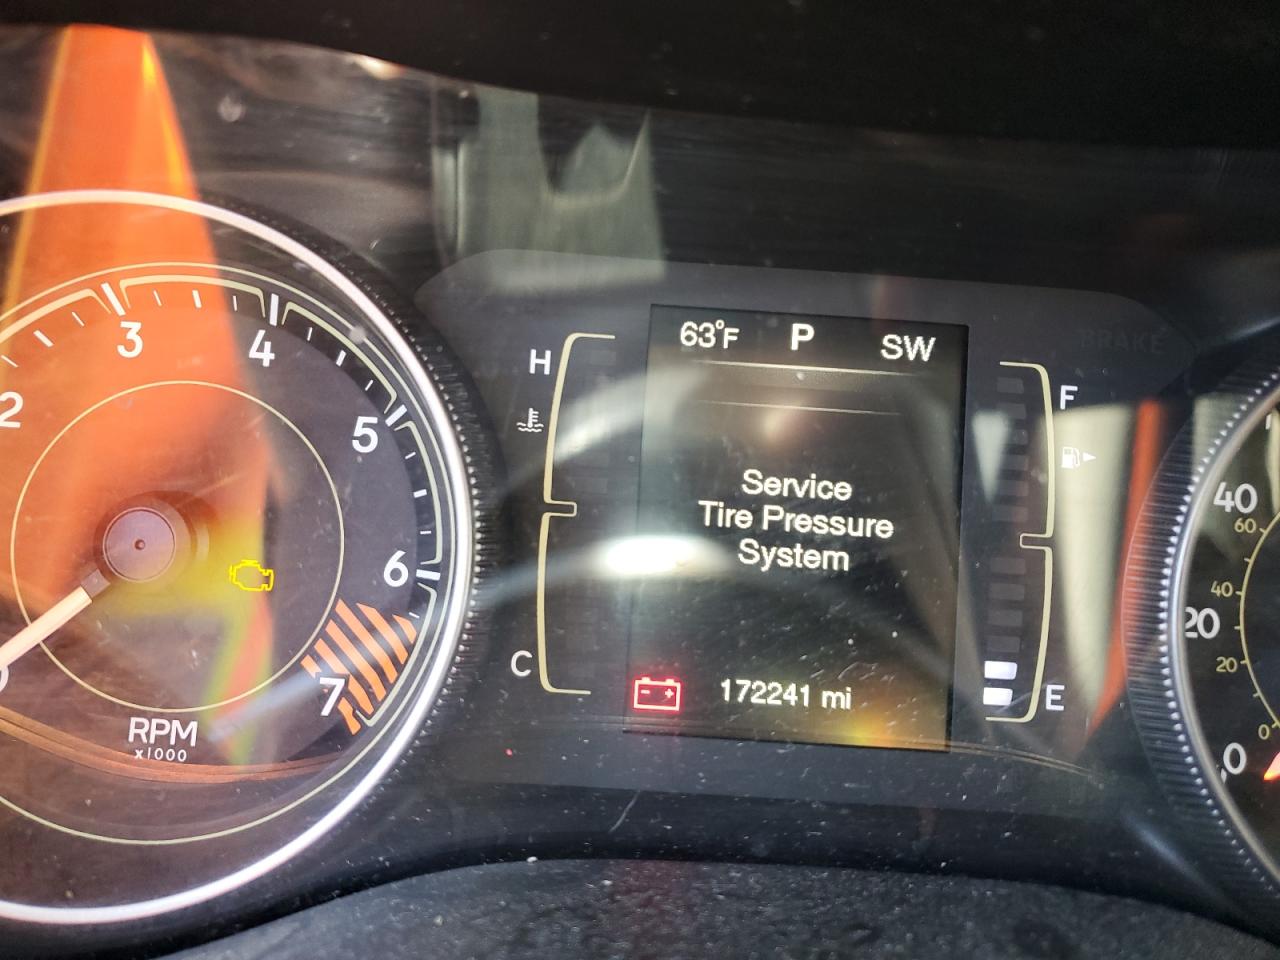 63°F P SW
Service
Tire Pressure
System
172241 mi
H
C
F
E
BRAKE
2
3
4
5
6
7
RPM
x1000
40
60
40
20
20
0